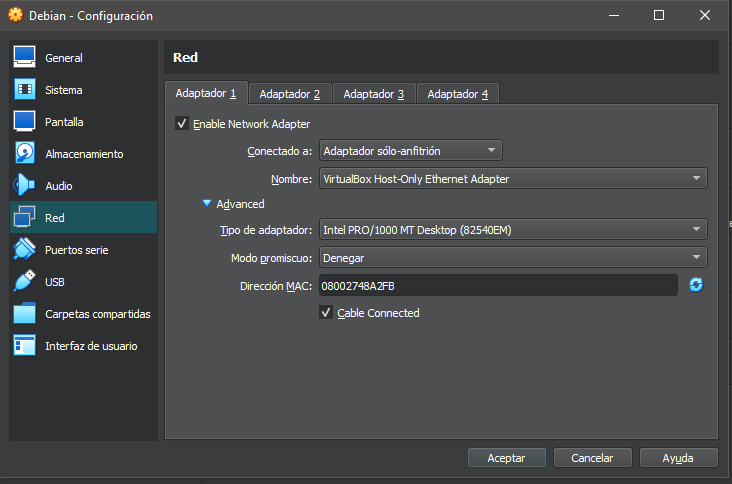 Debian - Configuración
General
Sistema
Pantalla
Almacenamiento
Audio
Red
Puertos serie
USB
Carpetas compartidas
Interfaz de usuario
Red
Adaptador 1 Adaptador 2 Adaptador 3 Adaptador 4
Enable Network Adapter
Conectado a: Adaptador sólo-anfitrión
Nombre: VirtualBox Host-Only Ethernet Adapter
Advanced
Tipo de adaptador: Intel PRO/1000 MT Desktop (82540EM)
Modo promiscuo: Denegar
Dirección MAC: 08002748A2FB
Cable Connected
Aceptar Cancelar Ayuda